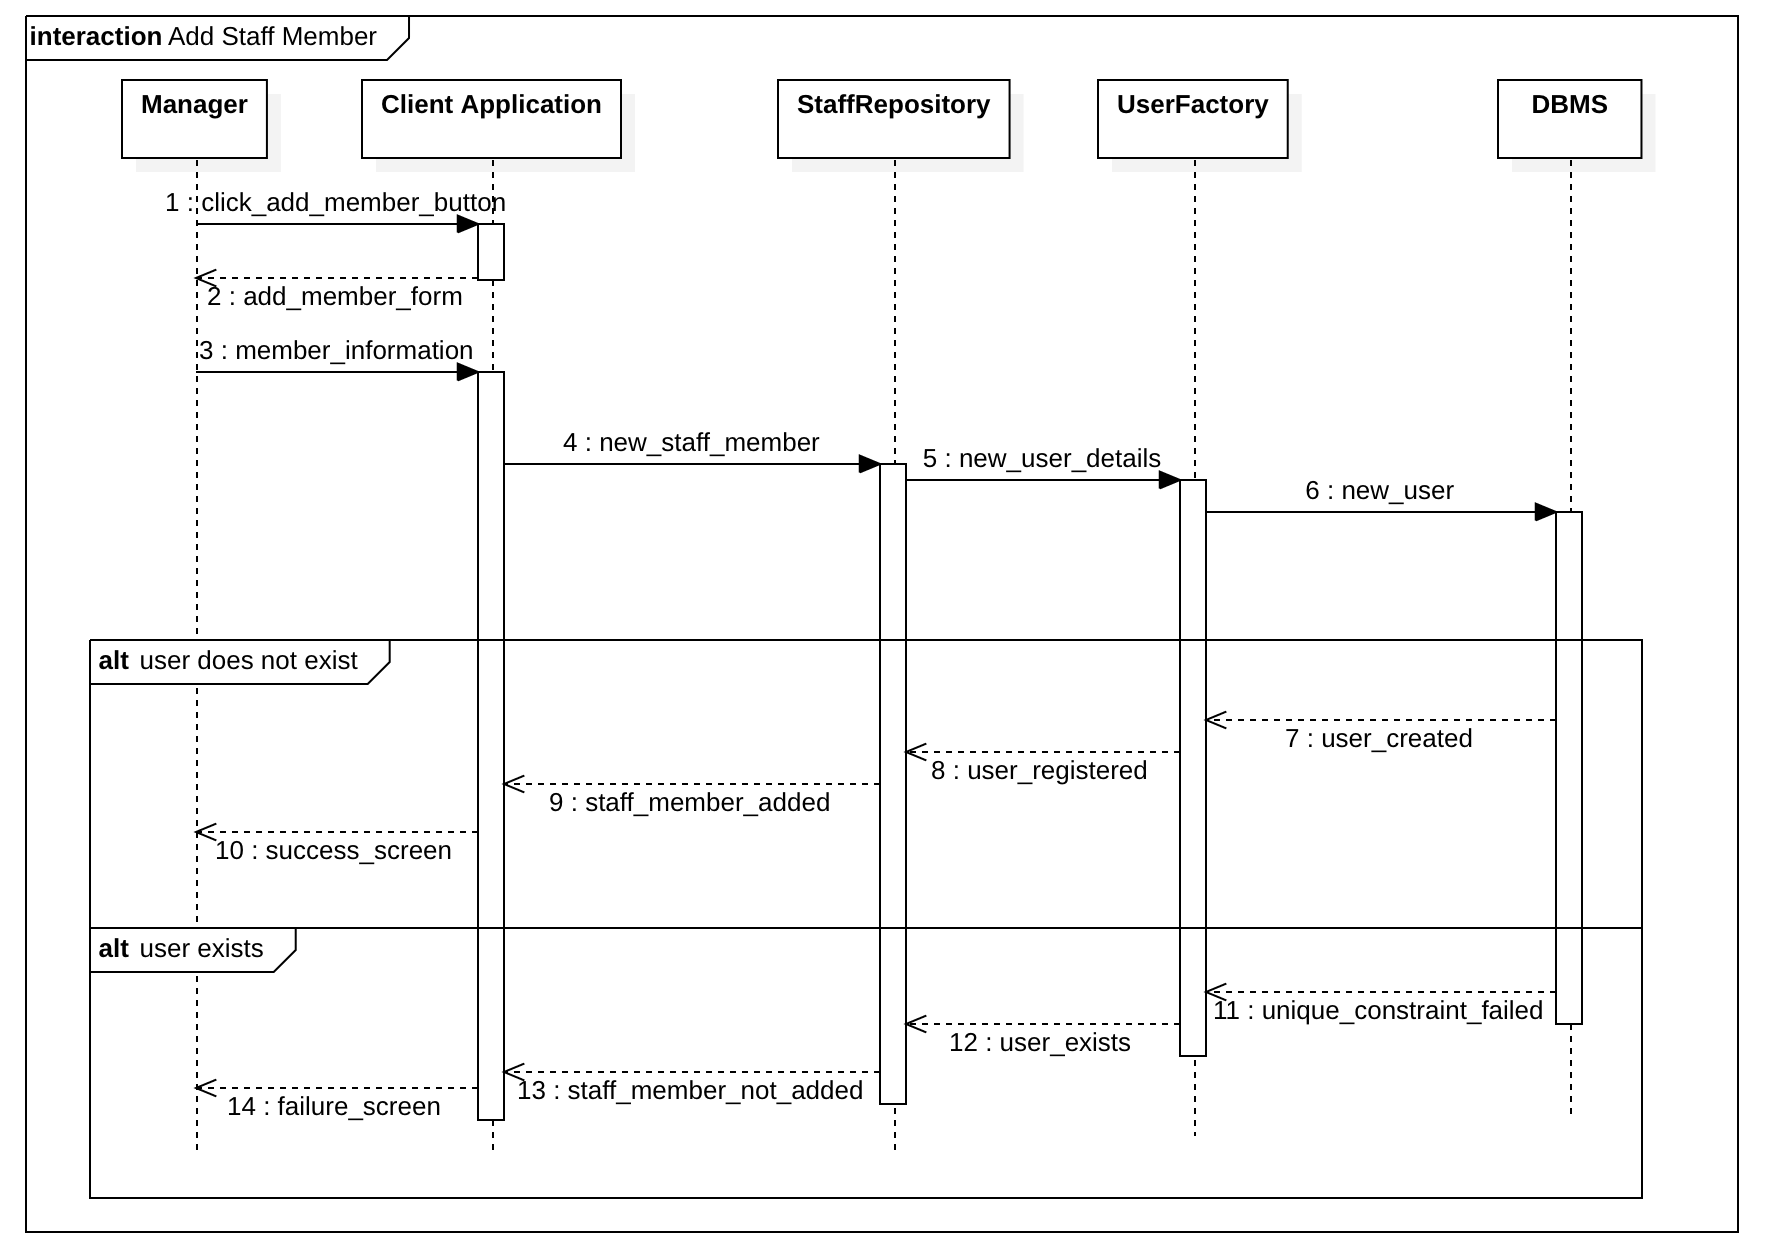 interaction Add Staff Member
Manager
Client Application
StaffRepository
UserFactory
DBMS
1 : click_add_member_button
2 : add_member_form
3 : member_information
4 : new_staff_member
5 : new_user_details
6 : new_user
alt user does not exist
7 : user_created
8 : user_registered
9 : staff_member_added
10 : success_screen
alt user exists
11 : unique_constraint_failed
12 : user_exists
13 : staff_member_not_added
14 : failure_screen